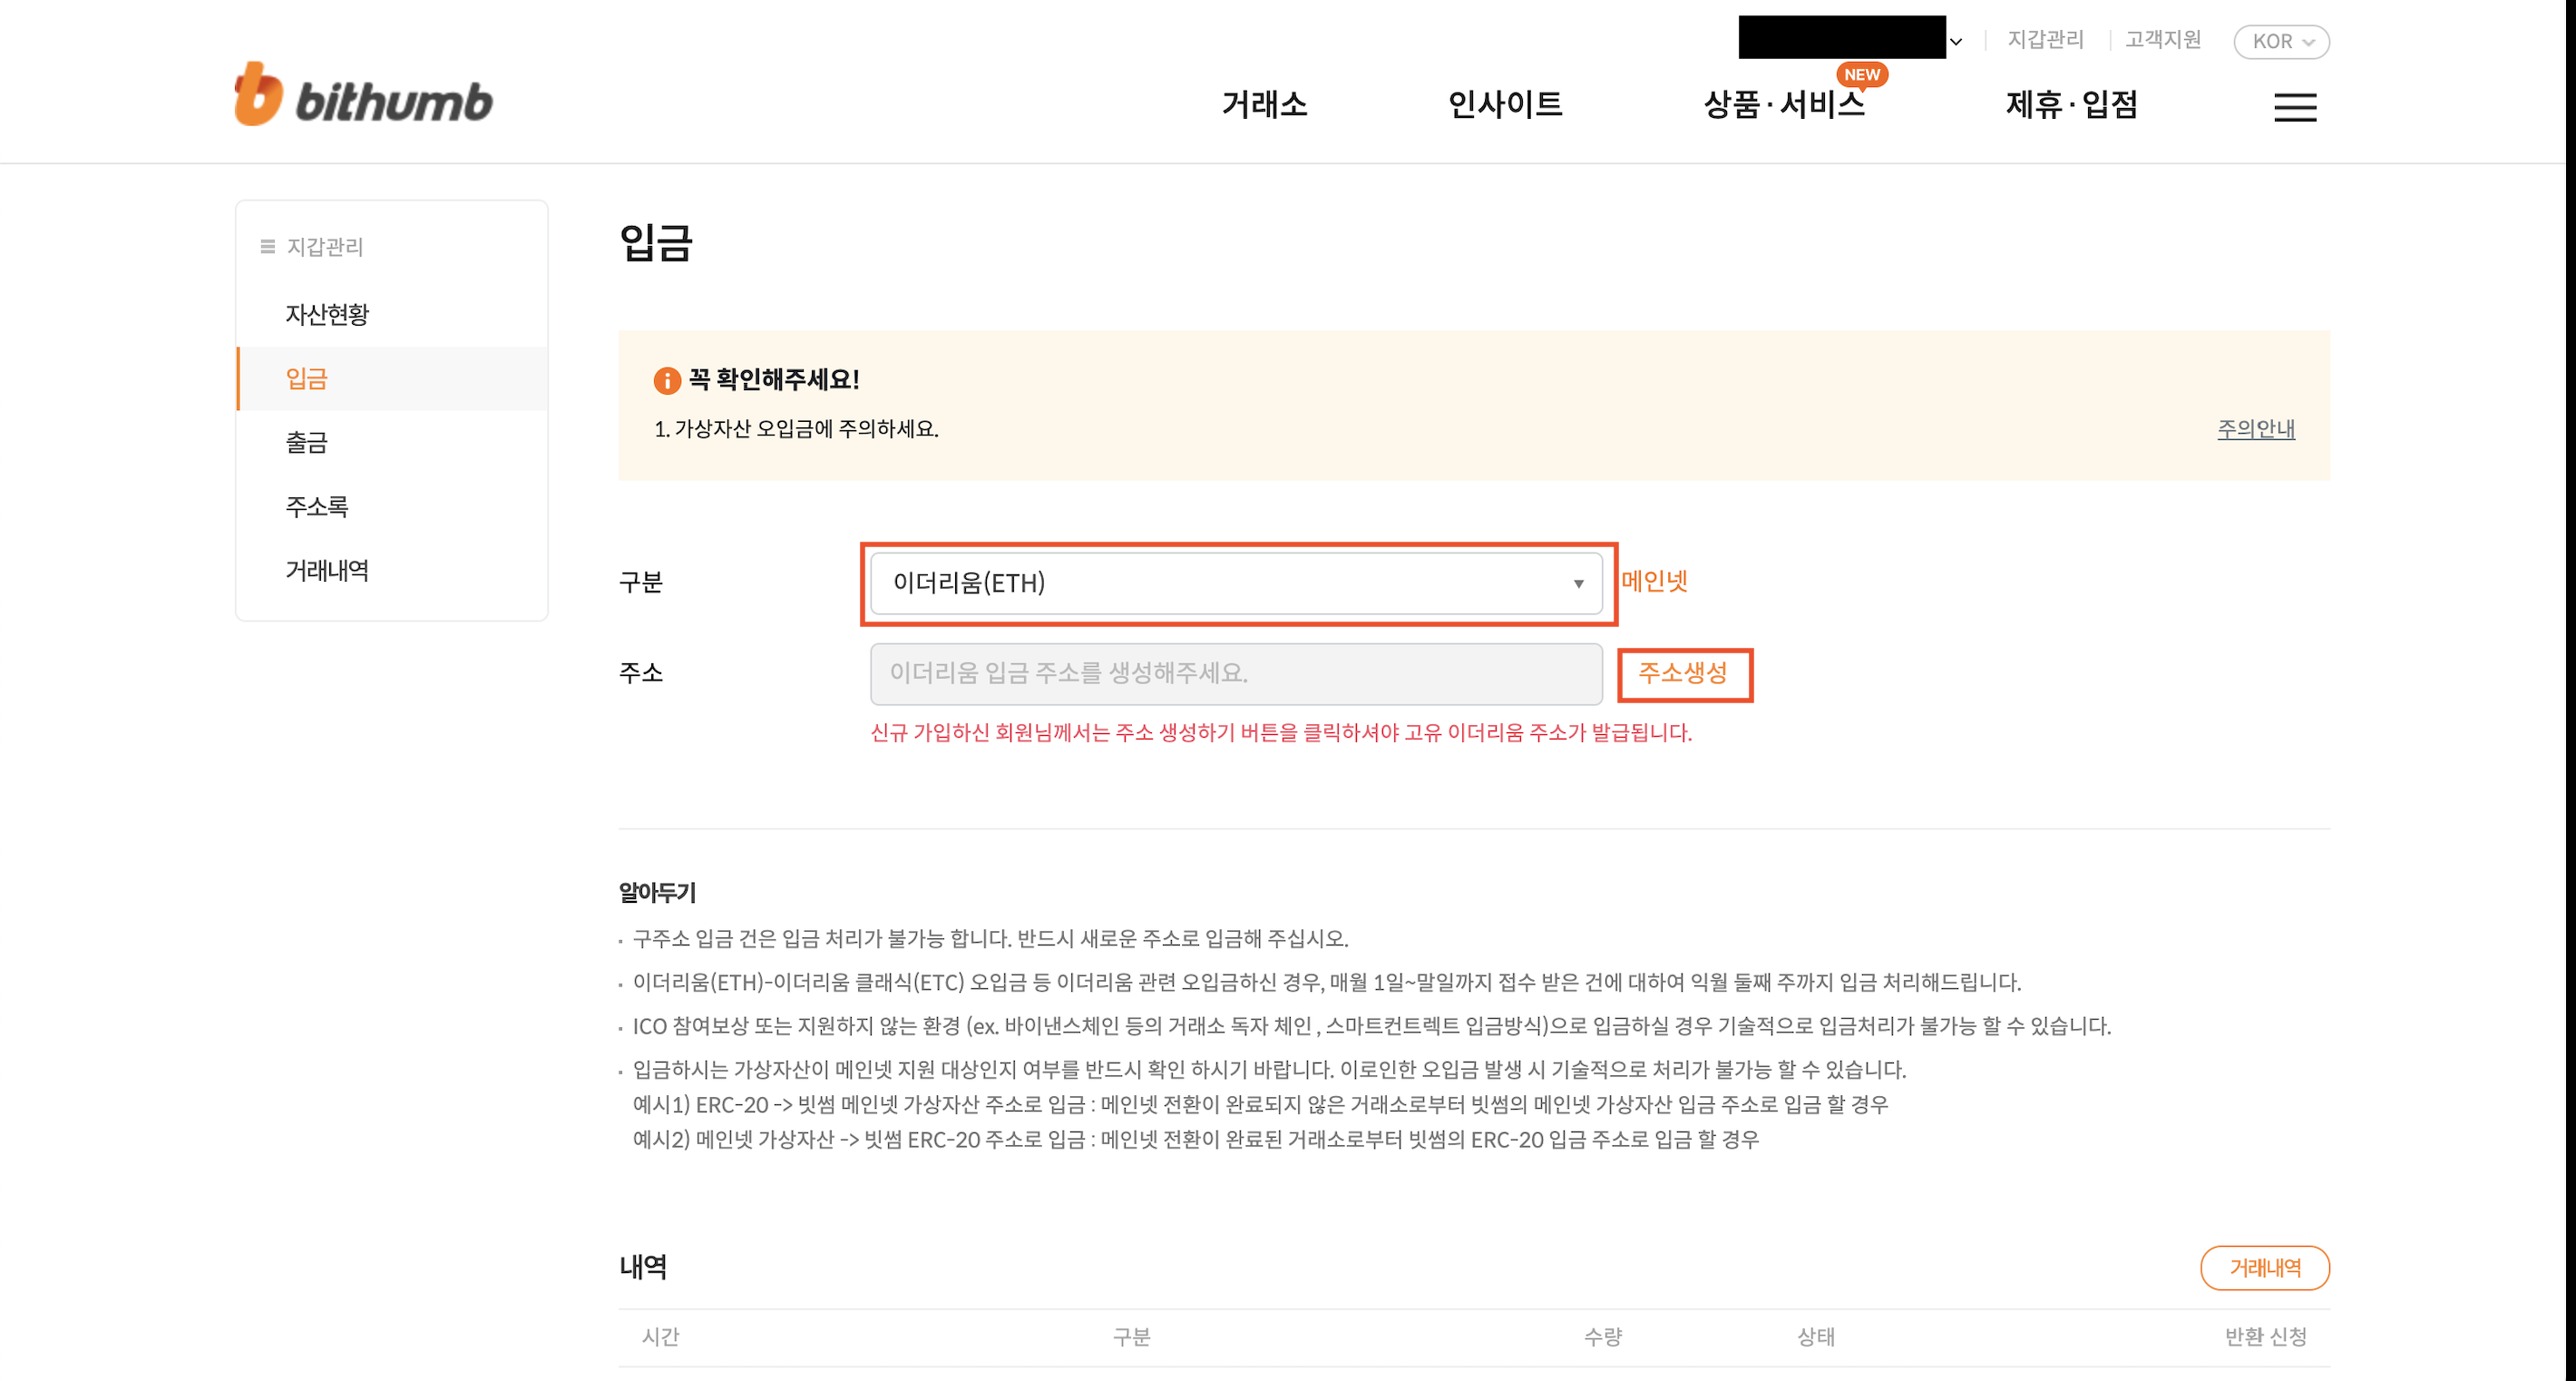 지갑관리
고객지원
KOR
bithumb
NEW
거래소
인사이트
상품·서비스
제휴·입점
지갑관리
자산현황
입금
출금
주소록
거래내역
입금
꼭 확인해주세요!
1. 가상자산 오입금에 주의하세요.
주의안내
구분
이더리움(ETH)
메인넷
주소
이더리움 입금 주소를 생성해주세요.
주소생성
신규 가입하신 회원님께서는 주소 생성하기 버튼을 클릭하셔야 고유 이더리움 주소가 발급됩니다.
알아두기
· 구주소 입금 건은 입금 처리가 불가능 합니다. 반드시 새로운 주소로 입금해 주십시오.
· 이더리움(ETH)-이더리움 클래식(ETC) 오입금 등 이더리움 관련 오입금하신 경우, 매월 1일~말일까지 접수 받은 건에 대하여 익월 둘째 주까지 입금 처리해드립니다.
· ICO 참여보상 또는 지원하지 않는 환경 (ex. 바이낸스체인 등의 거래소 독자 체인 , 스마트컨트렉트 입금방식)으로 입금하실 경우 기술적으로 입금처리가 불가능 할 수 있습니다.
· 입금하시는 가상자산이 메인넷 지원 대상인지 여부를 반드시 확인 하시기 바랍니다. 이로인한 오입금 발생 시 기술적으로 처리가 불가능 할 수 있습니다.
예시1) ERC-20 -> 빗썸 메인넷 가상자산 주소로 입금 : 메인넷 전환이 완료되지 않은 거래소로부터 빗썸의 메인넷 가상자산 입금 주소로 입금 할 경우
예시2) 메인넷 가상자산 -> 빗썸 ERC-20 주소로 입금 : 메인넷 전환이 완료된 거래소로부터 빗썸의 ERC-20 입금 주소로 입금 할 경우
내역
거래내역
시간
구분
수량
상태
반환 신청